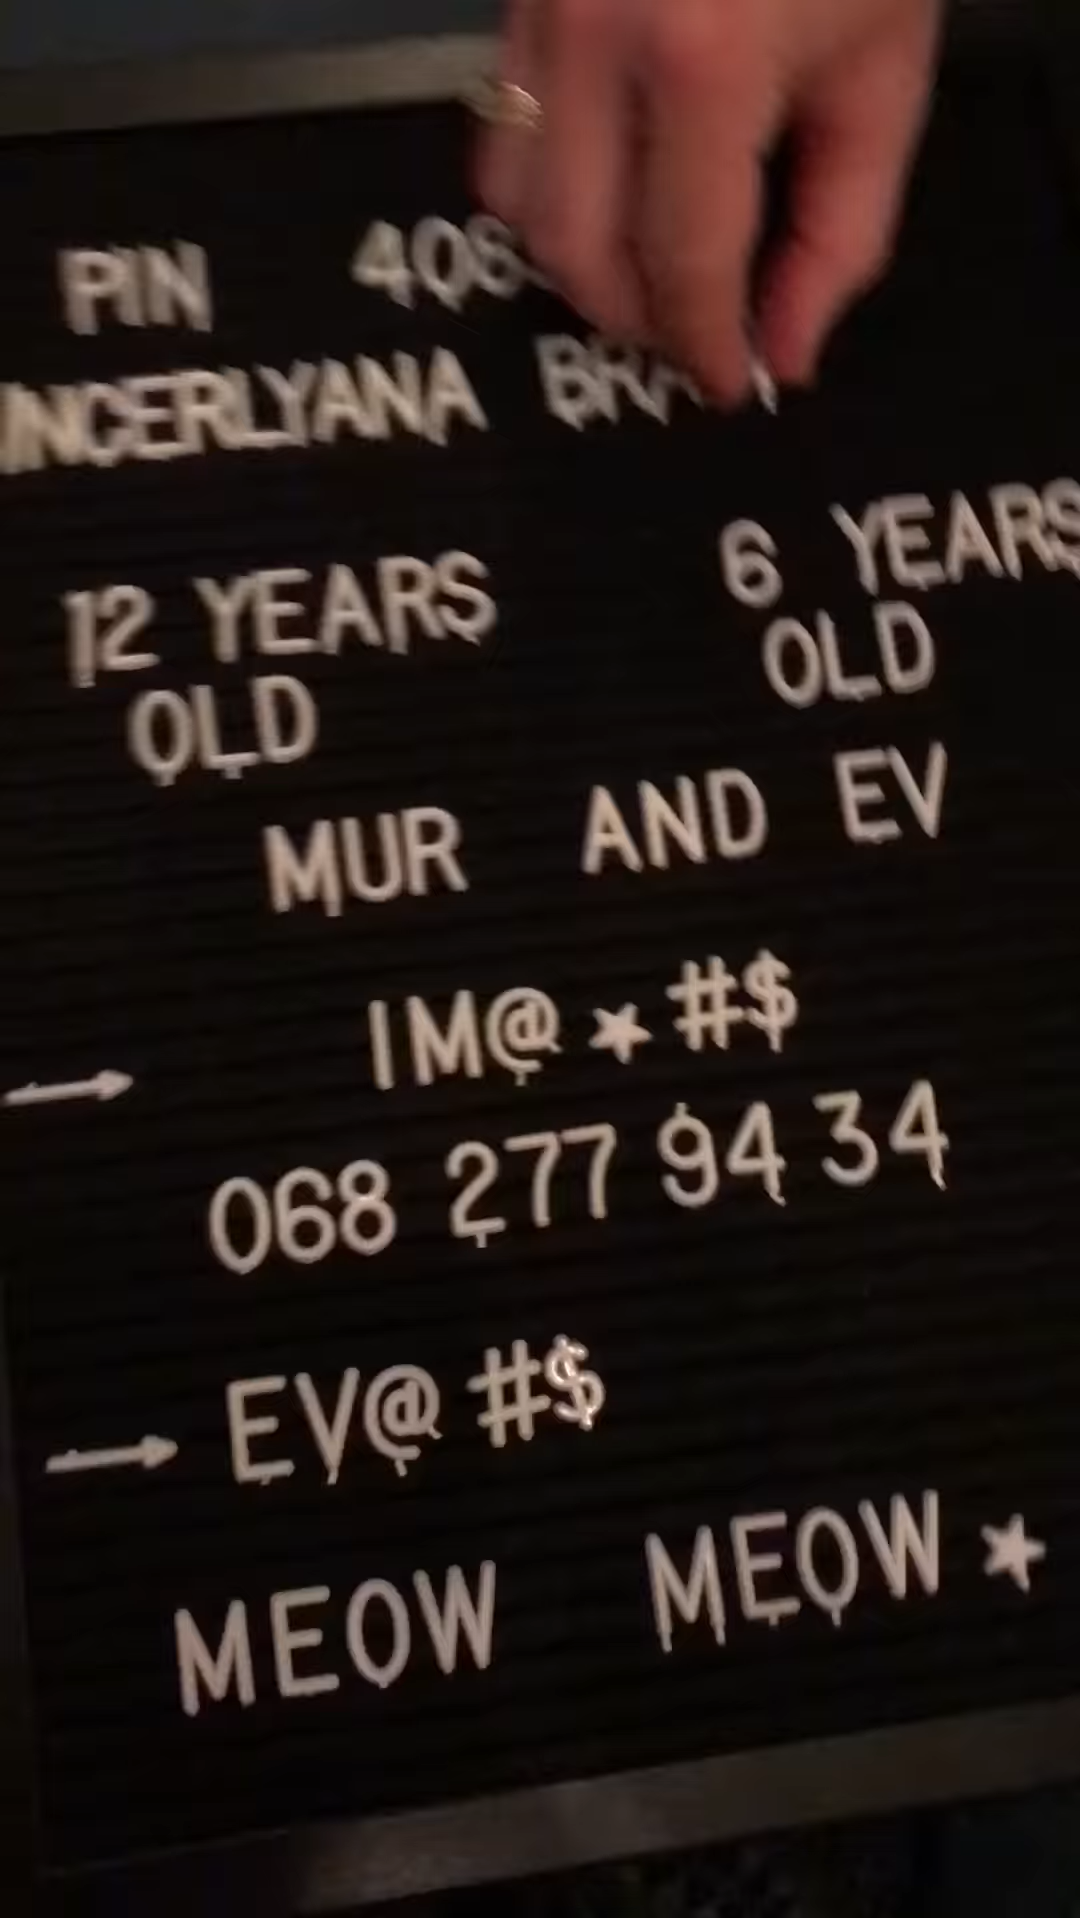 PIN
INCERLYANA
12 YEARS 6 YEARS
OLD OLD
MUR AND EV
IM@★#$
068 277 94 34
EV@#$
MEOW MEOW★